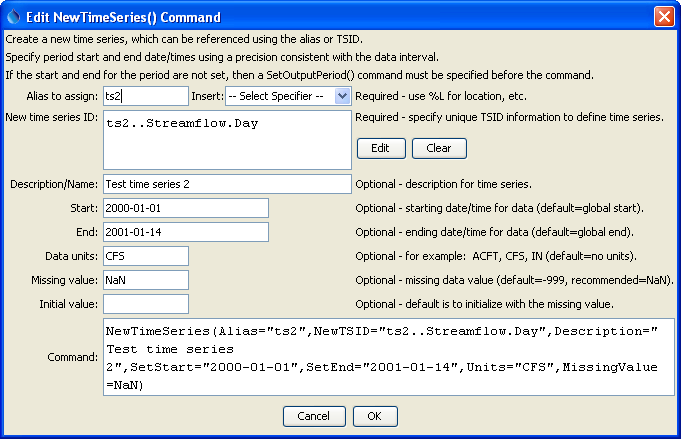 Edit NewTimeSeries() Command
Create a new time series, which can be referenced using the alias or TSID.
Specify period start and end date/times using a precision consistent with the data interval.
If the start and end for the period are not set, then a SetOutputPeriod() command must be specified before the command.
Alias to assign: ts2 Insert: -- Select Specifier -- Required - use %L for location, etc.
New time series ID: ts2..Streamflow.Day Required - specify unique TSID information to define time series.
Edit Clear
Description/Name: Test time series 2 Optional - description for time series.
Start: 2000-01-01 Optional - starting date/time for data (default=global start).
End: 2001-01-14 Optional - ending date/time for data (default=global end).
Data units: CFS Optional - for example: ACFT, CFS, IN (default=no units).
Missing value: NaN Optional - missing data value (default=-999, recommended=NaN).
Initial value: Optional - default is to initialize with the missing value.
Command:
NewTimeSeries(Alias="ts2",NewTSID="ts2..Streamflow.Day",Description="
Test time series
2",SetStart="2000-01-01",SetEnd="2001-01-14",Units="CFS",MissingValue
=NaN)
Cancel OK